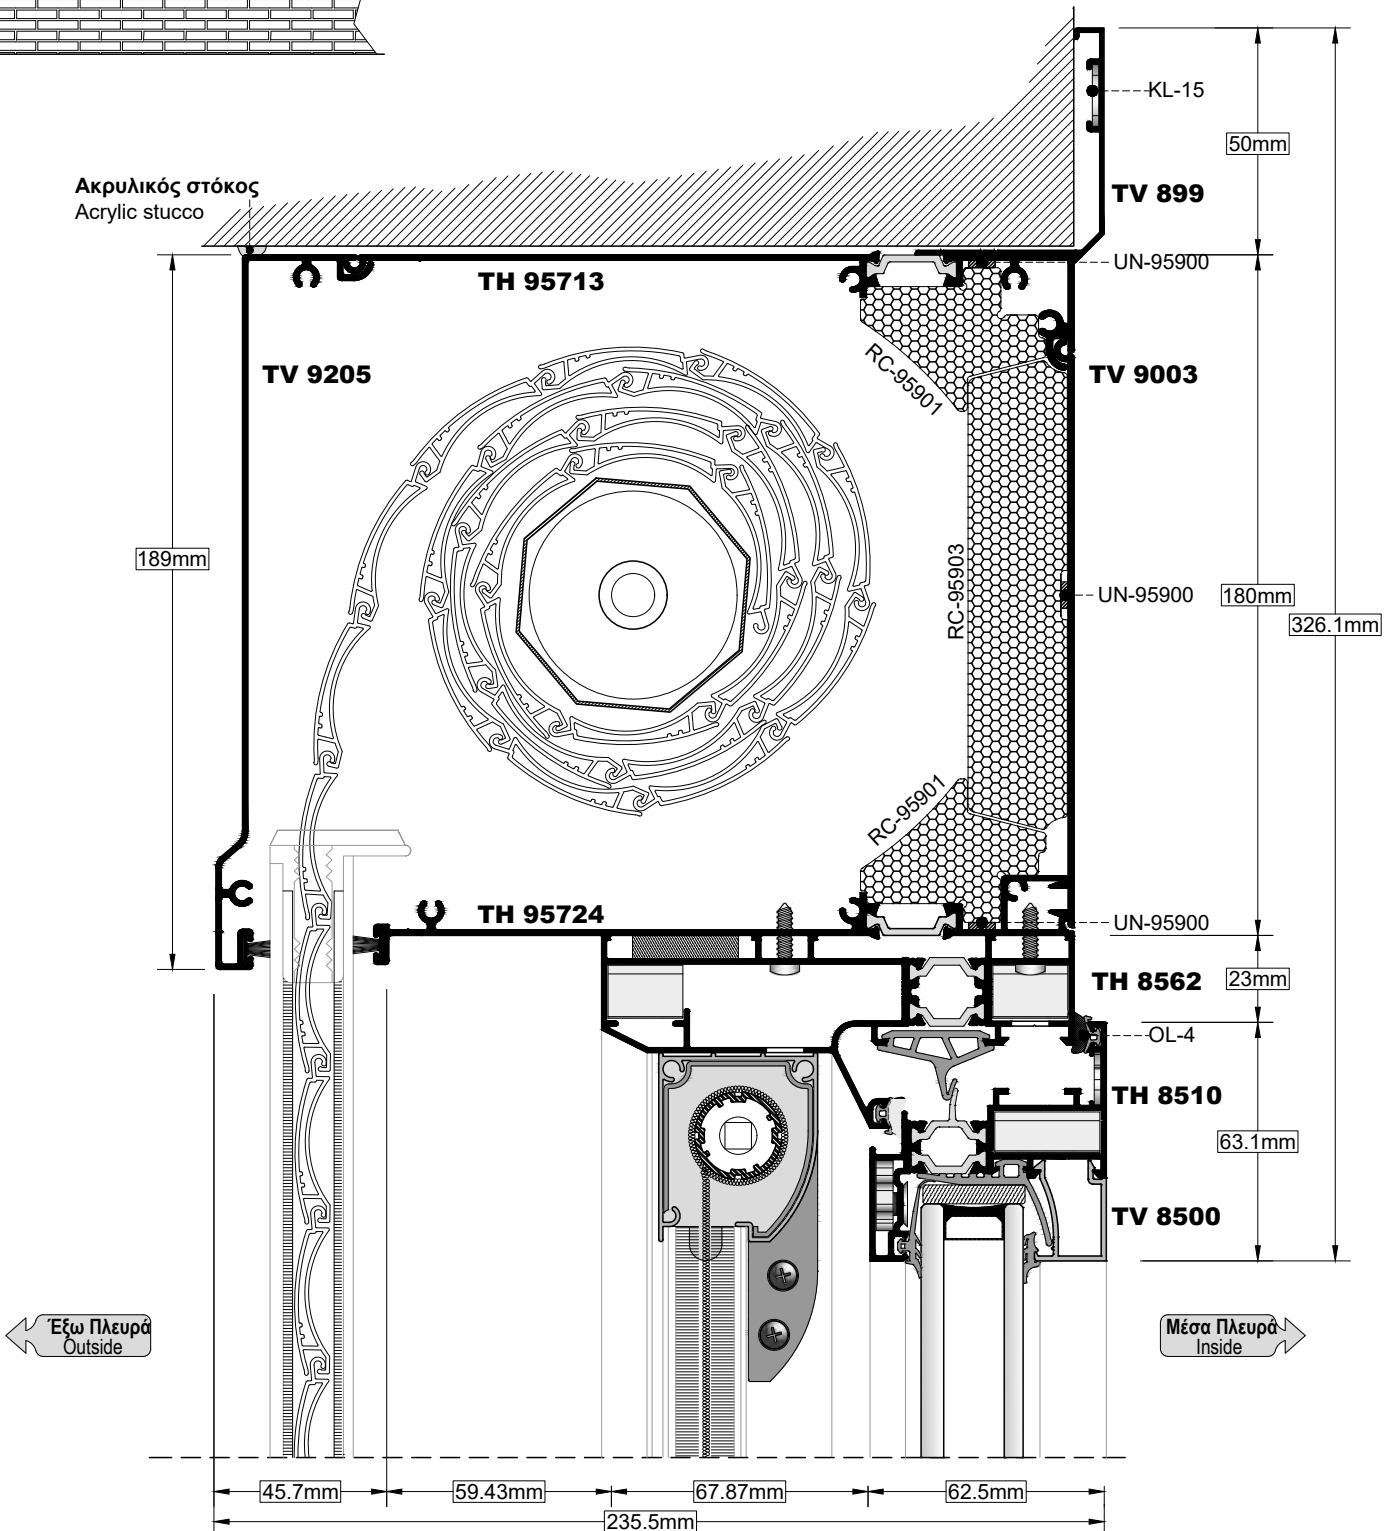 KL-15
50mm
Ακρυλικός στόκος
Acrylic stucco
TV 899
UN-95900
TH 95713
TV 9205
RC-95901
TV 9003
189mm
RC-95903
UN-95900
180mm
326.1mm
RC-95901
TH 95724
UN-95900
TH 8562
23mm
OL-4
TH 8510
63.1mm
TV 8500
Έξω Πλευρά
Outside
Μέσα Πλευρά
Inside
45.7mm
59.43mm
67.87mm
62.5mm
235.5mm